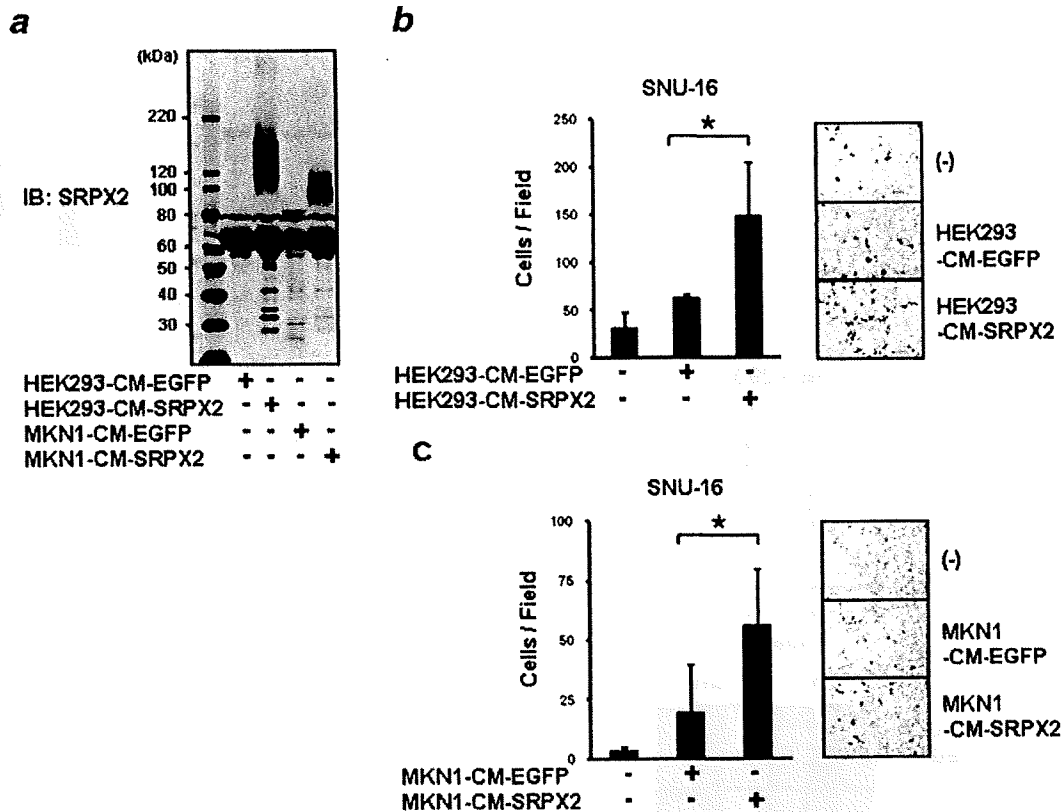 a
(kDa)
220
120
100
80
60
50
40
30
IB: SRPX2
HEK293-CM-EGFP + - - -
HEK293-CM-SRPX2 - + - -
MKN1-CM-EGFP - - + -
MKN1-CM-SRPX2 - - - +
b
SNU-16
Cells / Field
250
200
150
100
50
0
*
HEK293-CM-EGFP - + -
HEK293-CM-SRPX2 - - +
(-)
HEK293
-CM-EGFP
HEK293
-CM-SRPX2
C
SNU-16
Cells / Field
100
75
50
25
0
*
MKN1-CM-EGFP - + -
MKN1-CM-SRPX2 - - +
(-)
MKN1
-CM-EGFP
MKN1
-CM-SRPX2